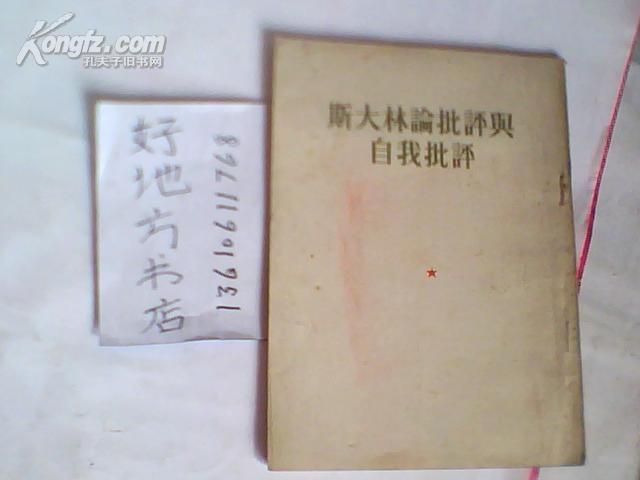 Kongfz.com
孔夫子旧书网
好地方书店
13610611768
斯大林論批評與
自我批評